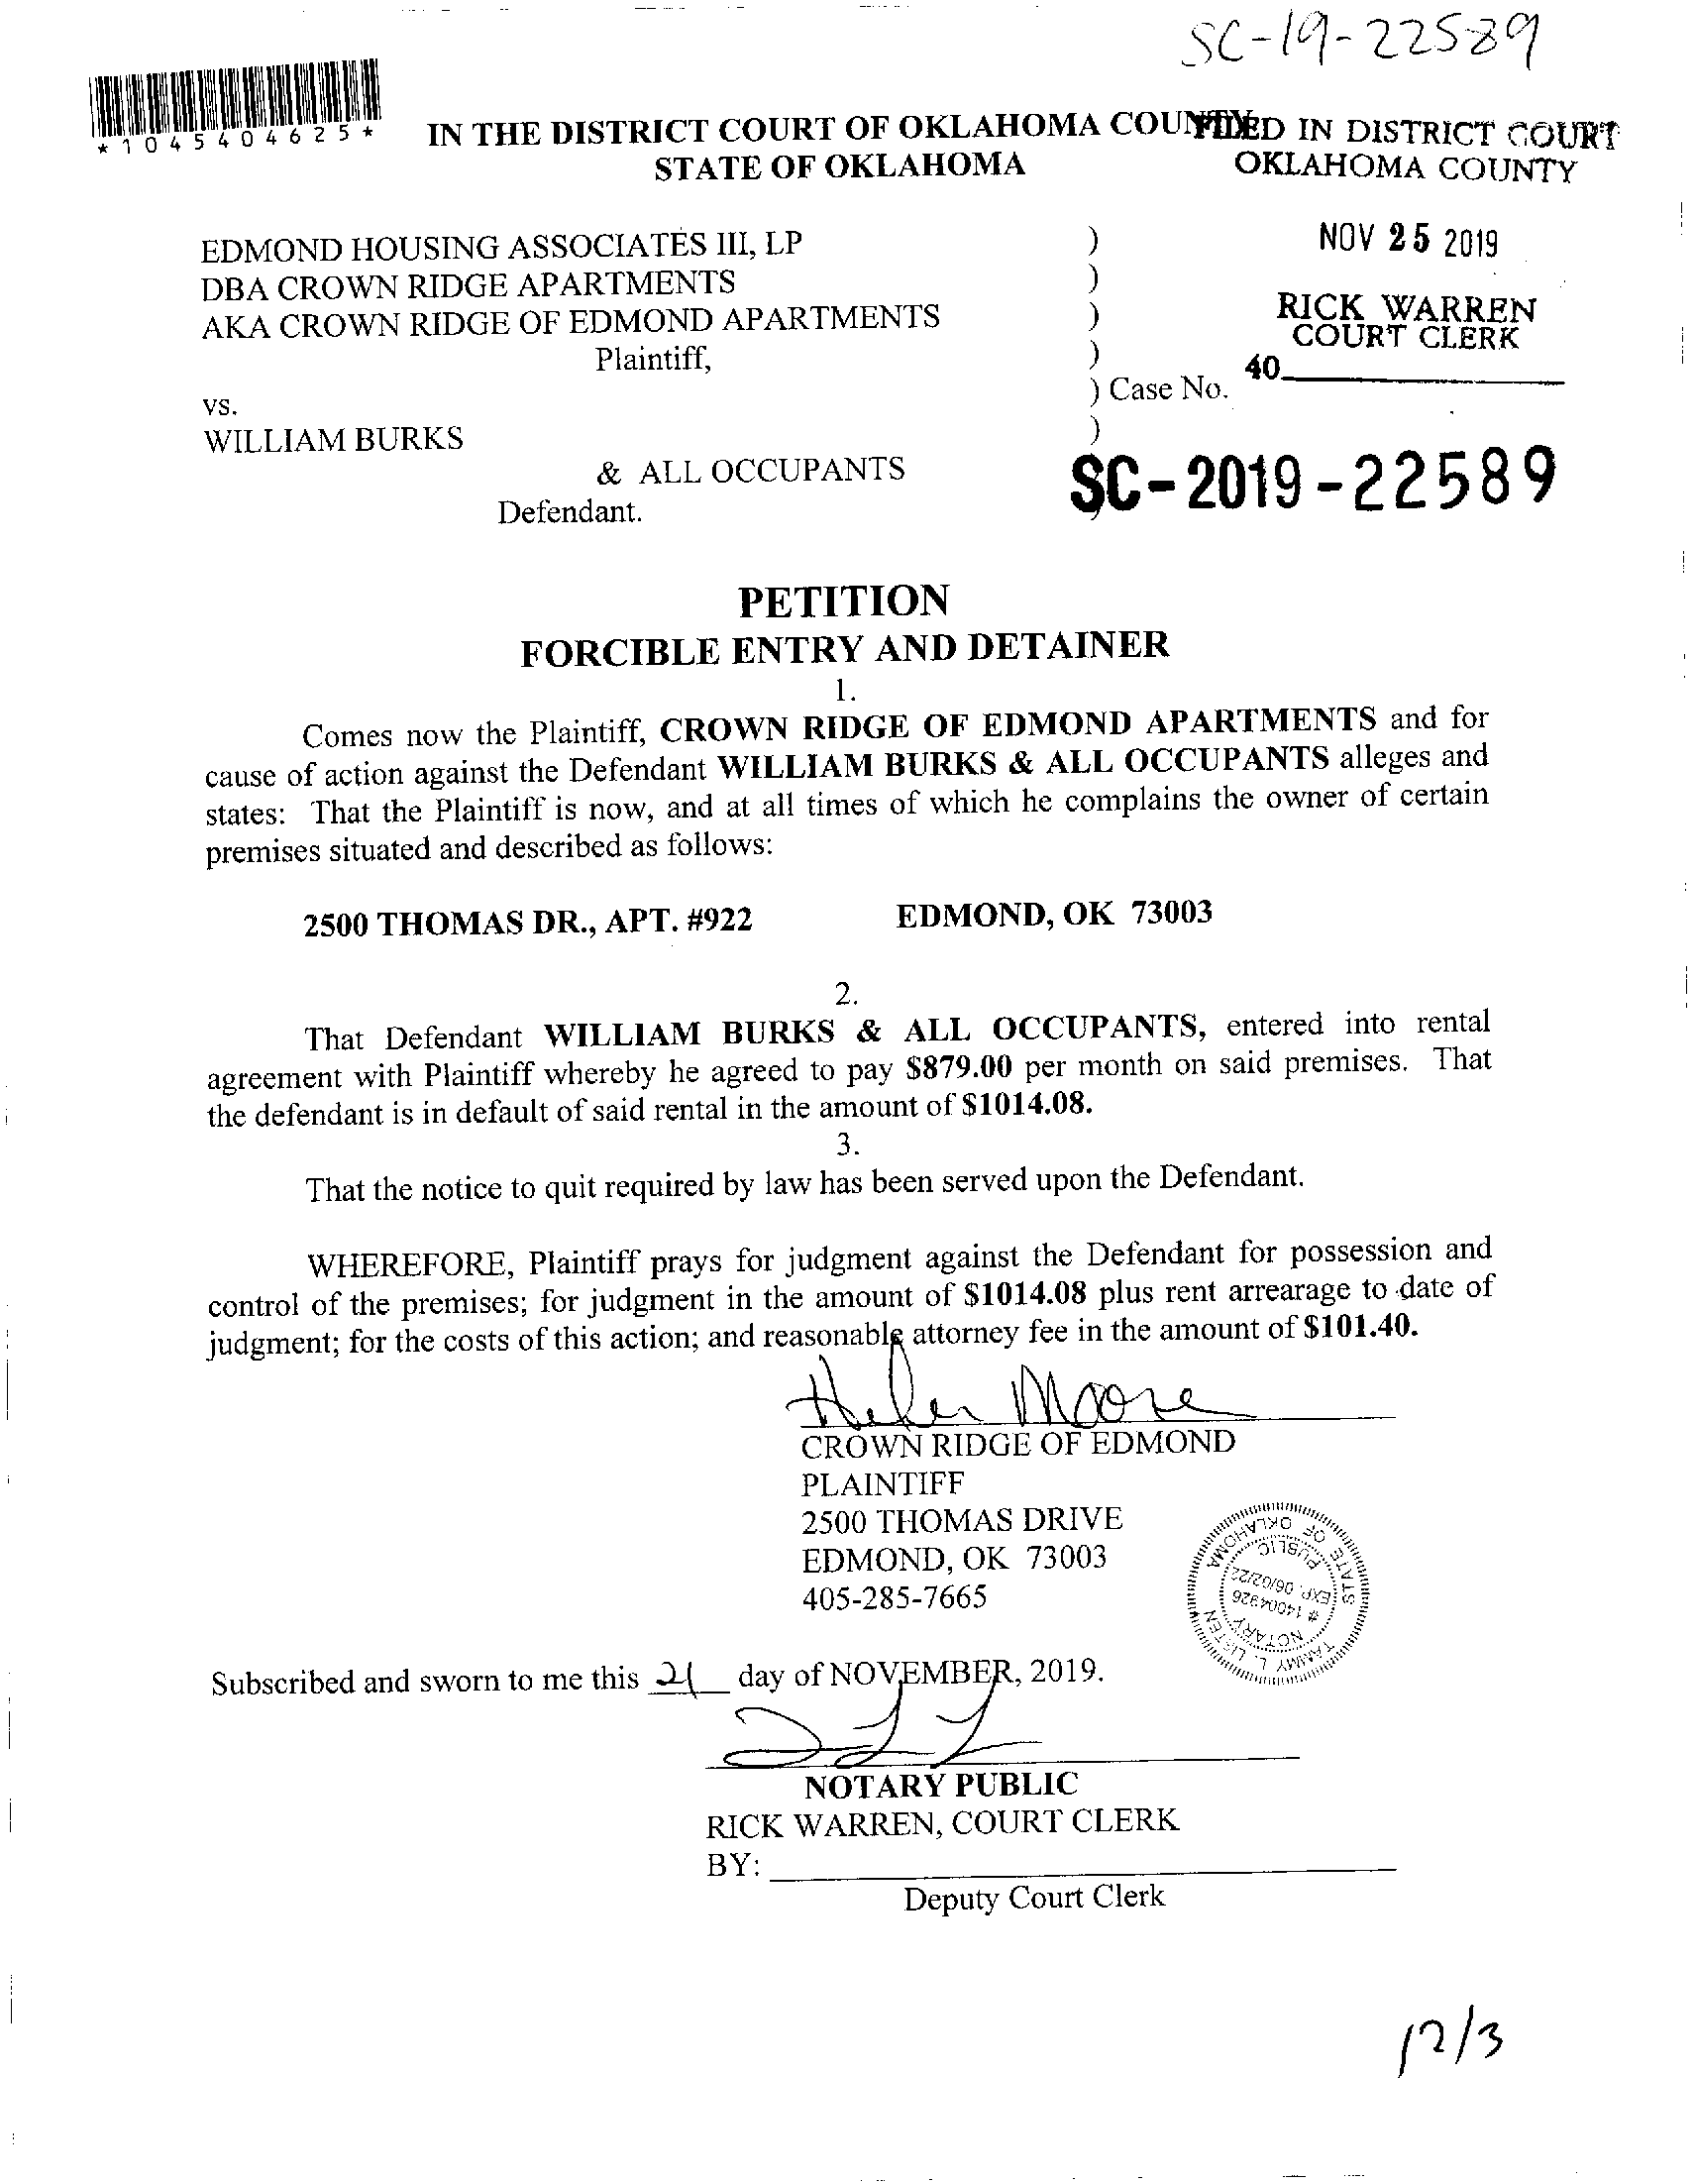 SC-19-22589
*1045404625*
IN THE DISTRICT COURT OF OKLAHOMA COUNTY
STATE OF OKLAHOMA
FILED IN DISTRICT COURT
OKLAHOMA COUNTY
NOV 25 2019
RICK WARREN
COURT CLERK
40
EDMOND HOUSING ASSOCIATES III, LP )
DBA CROWN RIDGE APARTMENTS )
AKA CROWN RIDGE OF EDMOND APARTMENTS )
Plaintiff, )
) Case No.
vs.
WILLIAM BURKS )
& ALL OCCUPANTS )
Defendant.
SC-2019-22589
PETITION
FORCIBLE ENTRY AND DETAINER
1.
Comes now the Plaintiff, CROWN RIDGE OF EDMOND APARTMENTS and for
cause of action against the Defendant WILLIAM BURKS & ALL OCCUPANTS alleges and
states: That the Plaintiff is now, and at all times of which he complains the owner of certain
premises situated and described as follows:
2500 THOMAS DR., APT. #922 EDMOND, OK 73003
2.
That Defendant WILLIAM BURKS & ALL OCCUPANTS, entered into rental
agreement with Plaintiff whereby he agreed to pay $879.00 per month on said premises. That
the defendant is in default of said rental in the amount of $1014.08.
3.
That the notice to quit required by law has been served upon the Defendant.
WHEREFORE, Plaintiff prays for judgment against the Defendant for possession and
control of the premises; for judgment in the amount of $1014.08 plus rent arrearage to date of
judgment; for the costs of this action; and reasonable attorney fee in the amount of $101.40.
Helen Moore
CROWN RIDGE OF EDMOND
PLAINTIFF
2500 THOMAS DRIVE
EDMOND, OK 73003
405-285-7665
TAMMY L. LISTEN
NOTARY
# 14004926
EXP. 06/02/22
PUBLIC
STATE OF OKLAHOMA
Subscribed and sworn to me this 21 day of NOVEMBER, 2019.
NOTARY PUBLIC
RICK WARREN, COURT CLERK
BY:
Deputy Court Clerk
12/3